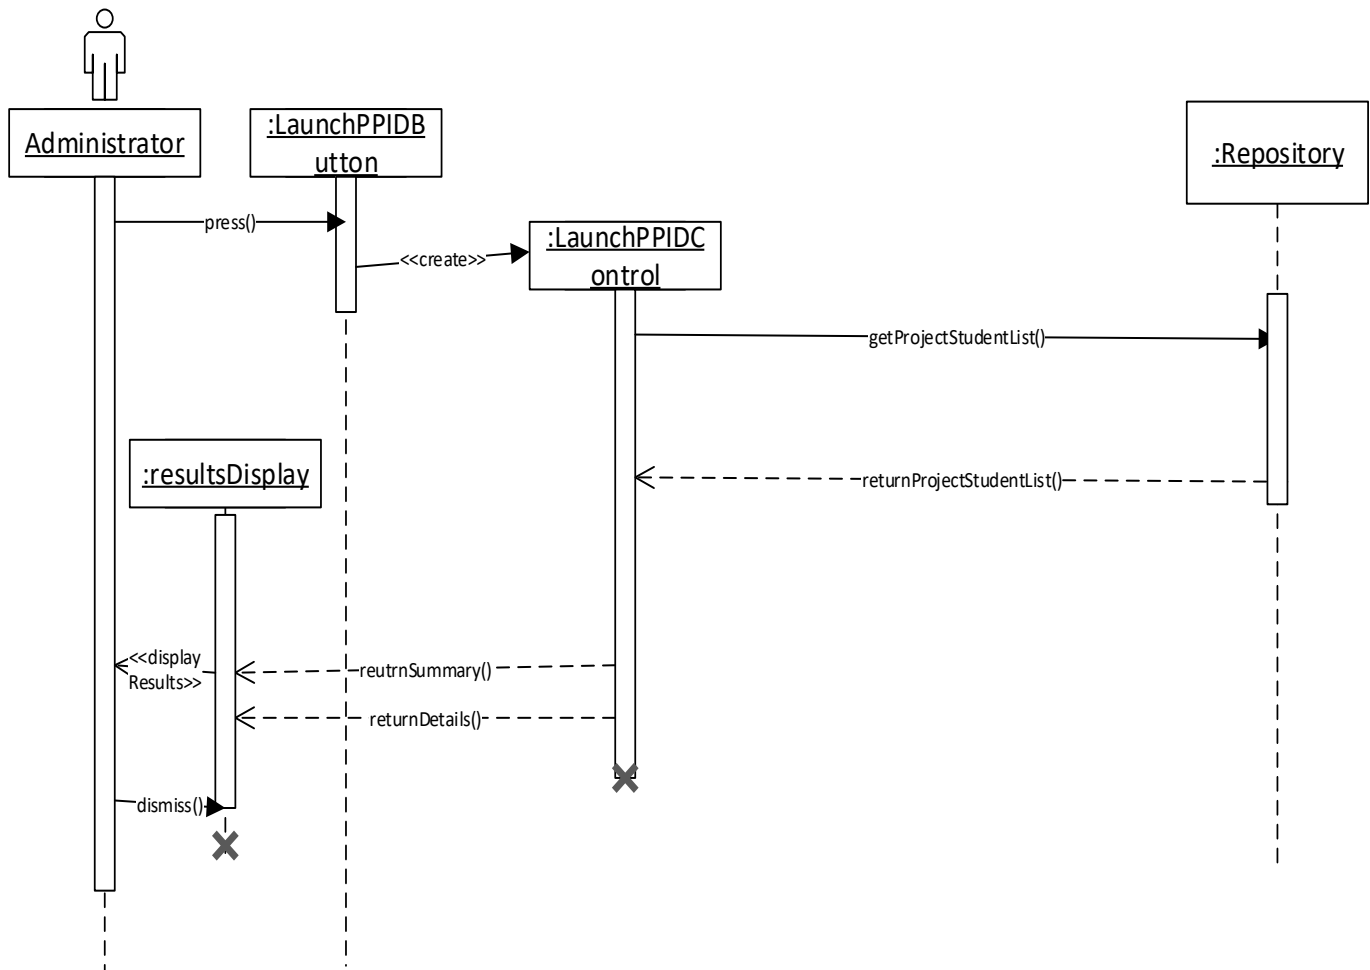 Administrator
:LaunchPPIDB
utton
:Repository
press()
:LaunchPPIDC
ontrol
<<create>>
getProjectStudentList()
:resultsDisplay
returnProjectStudentList()
<<display
Results>>
reutrnSummary()
returnDetails()
dismiss()